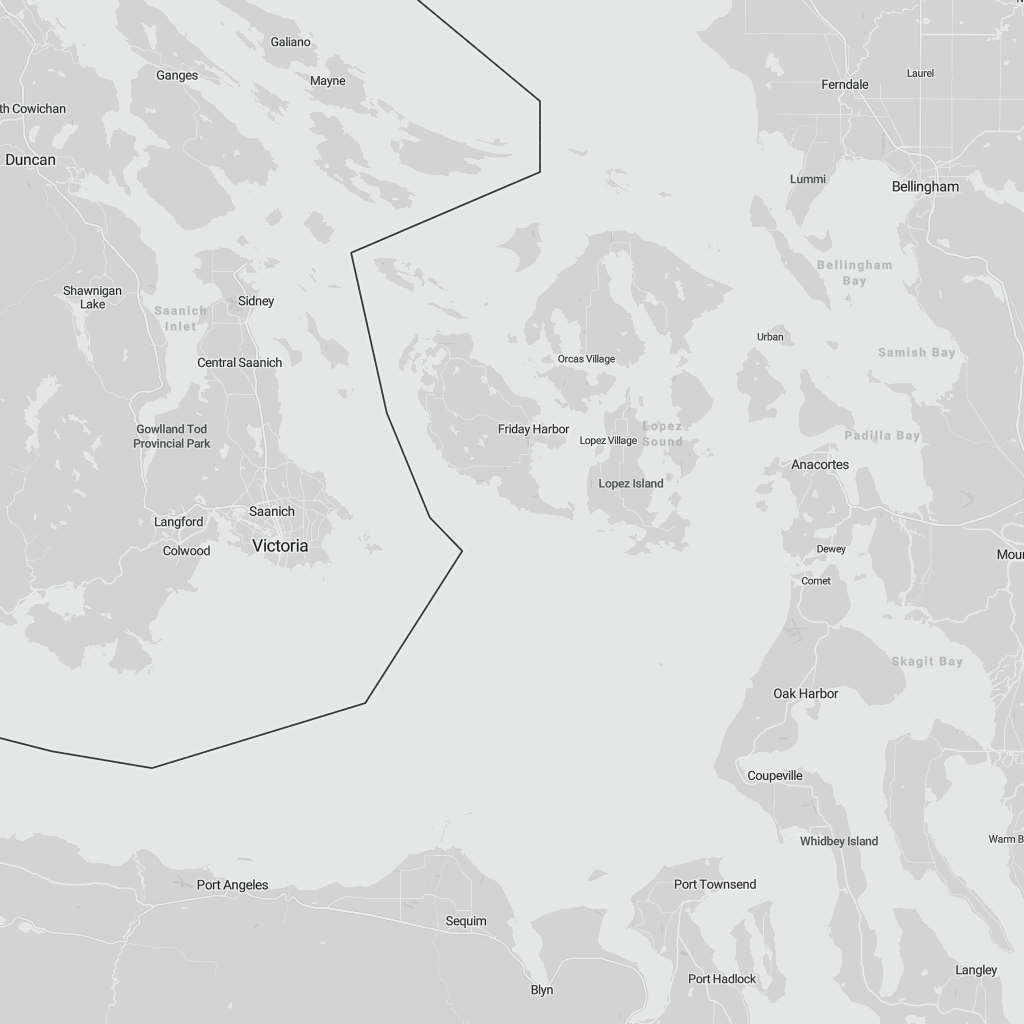 Galiano
Ganges
Mayne
Ferndale
Laurel
th Cowichan
Duncan
Lummi
Bellingham
Bellingham
Bay
Shawnigan
Lake
Sidney
Saanich
Inlet
Urban
Samish Bay
Central Saanich
Orcas Village
Gowlland Tod
Provincial Park
Friday Harbor
Lopez Village
Lopez
Sound
Padilla Bay
Anacortes
Lopez Island
Langford
Saanich
Colwood
Victoria
Dewey
Mour
Cornet
Skagit Bay
Oak Harbor
Coupeville
Whidbey Island
Warm B
Port Angeles
Port Townsend
Sequim
Langley
Port Hadlock
Blyn